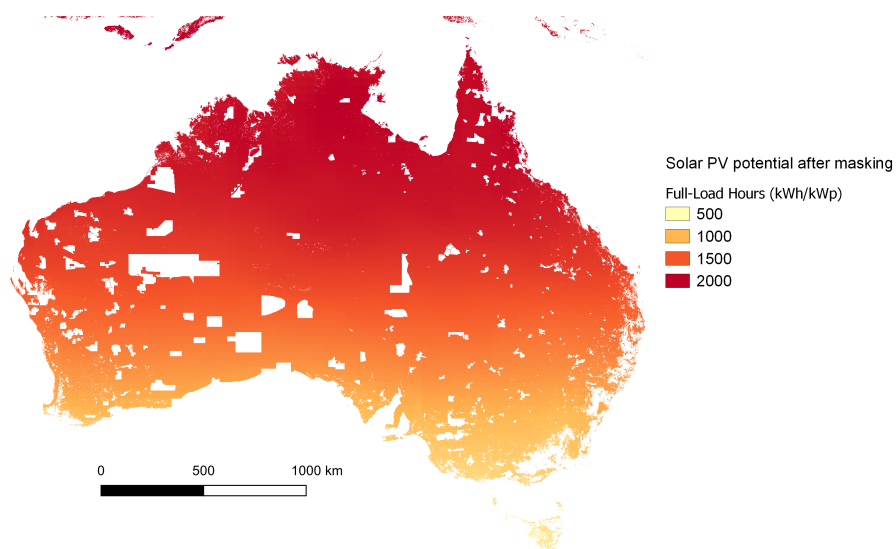 Solar PV potential after masking
Full-Load Hours (kWh/kWp)
500
1000
1500
2000
0 500 1000 km